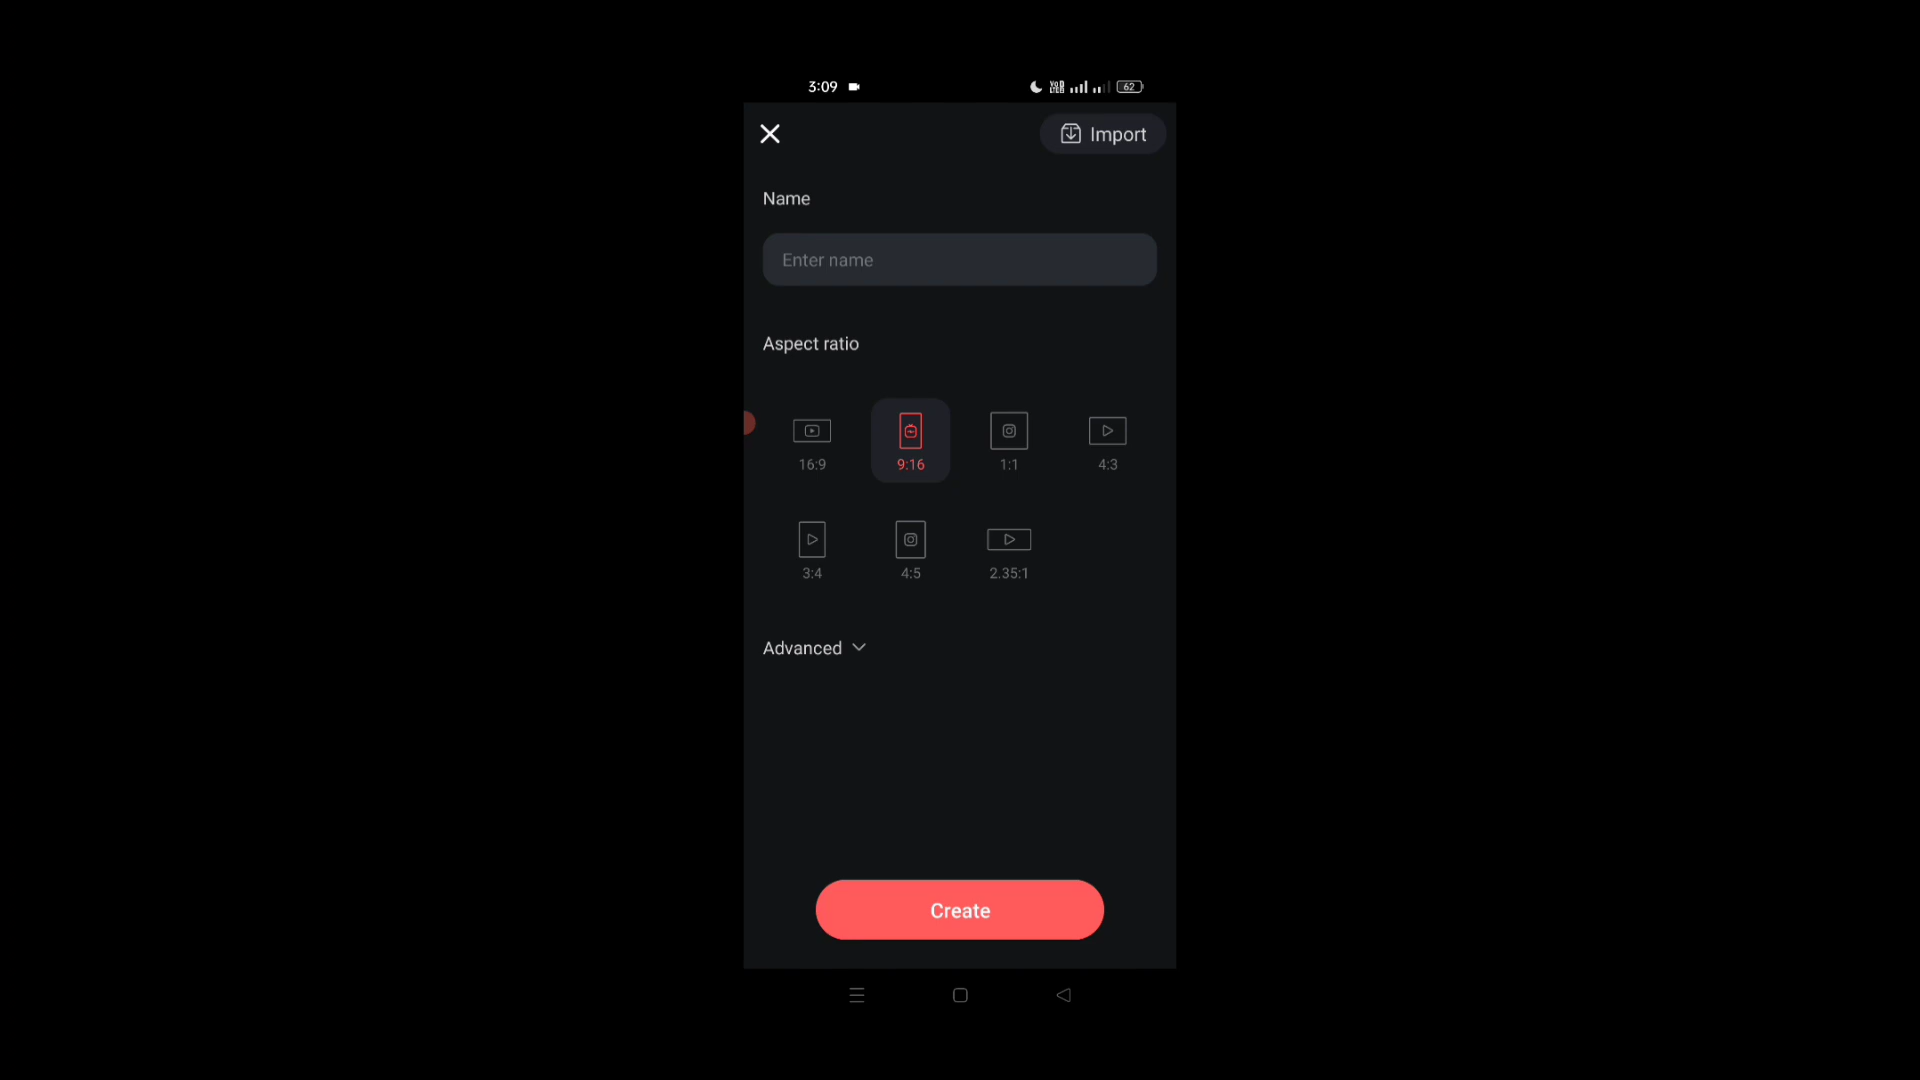 3:09
62
Import
Name
Enter name
Aspect ratio
16:9
9:16
1:1
4:3
3:4
4:5
2.35:1
Advanced
Create